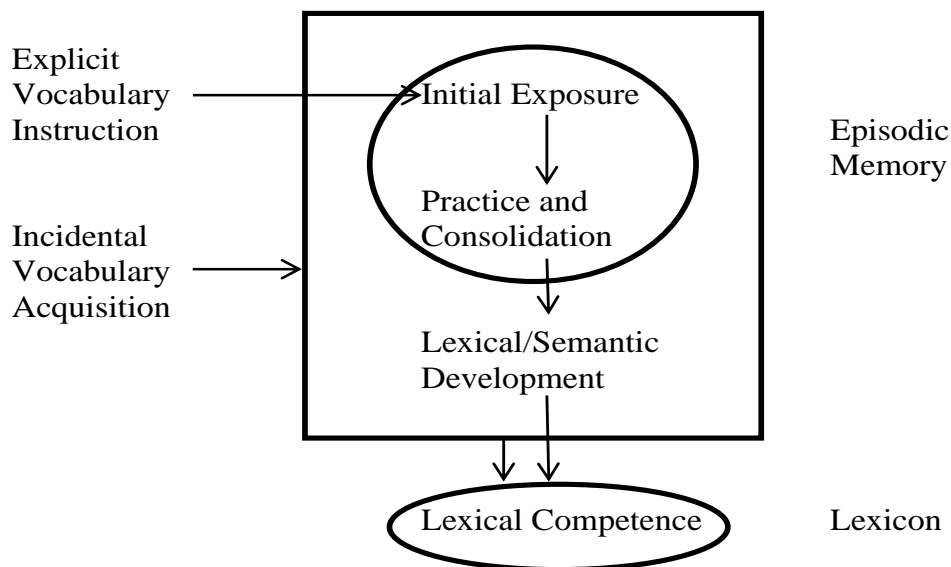 Explicit
Vocabulary
Instruction
Initial Exposure
Episodic
Memory
Practice and
Consolidation
Incidental
Vocabulary
Acquisition
Lexical/Semantic
Development
Lexical Competence
Lexicon